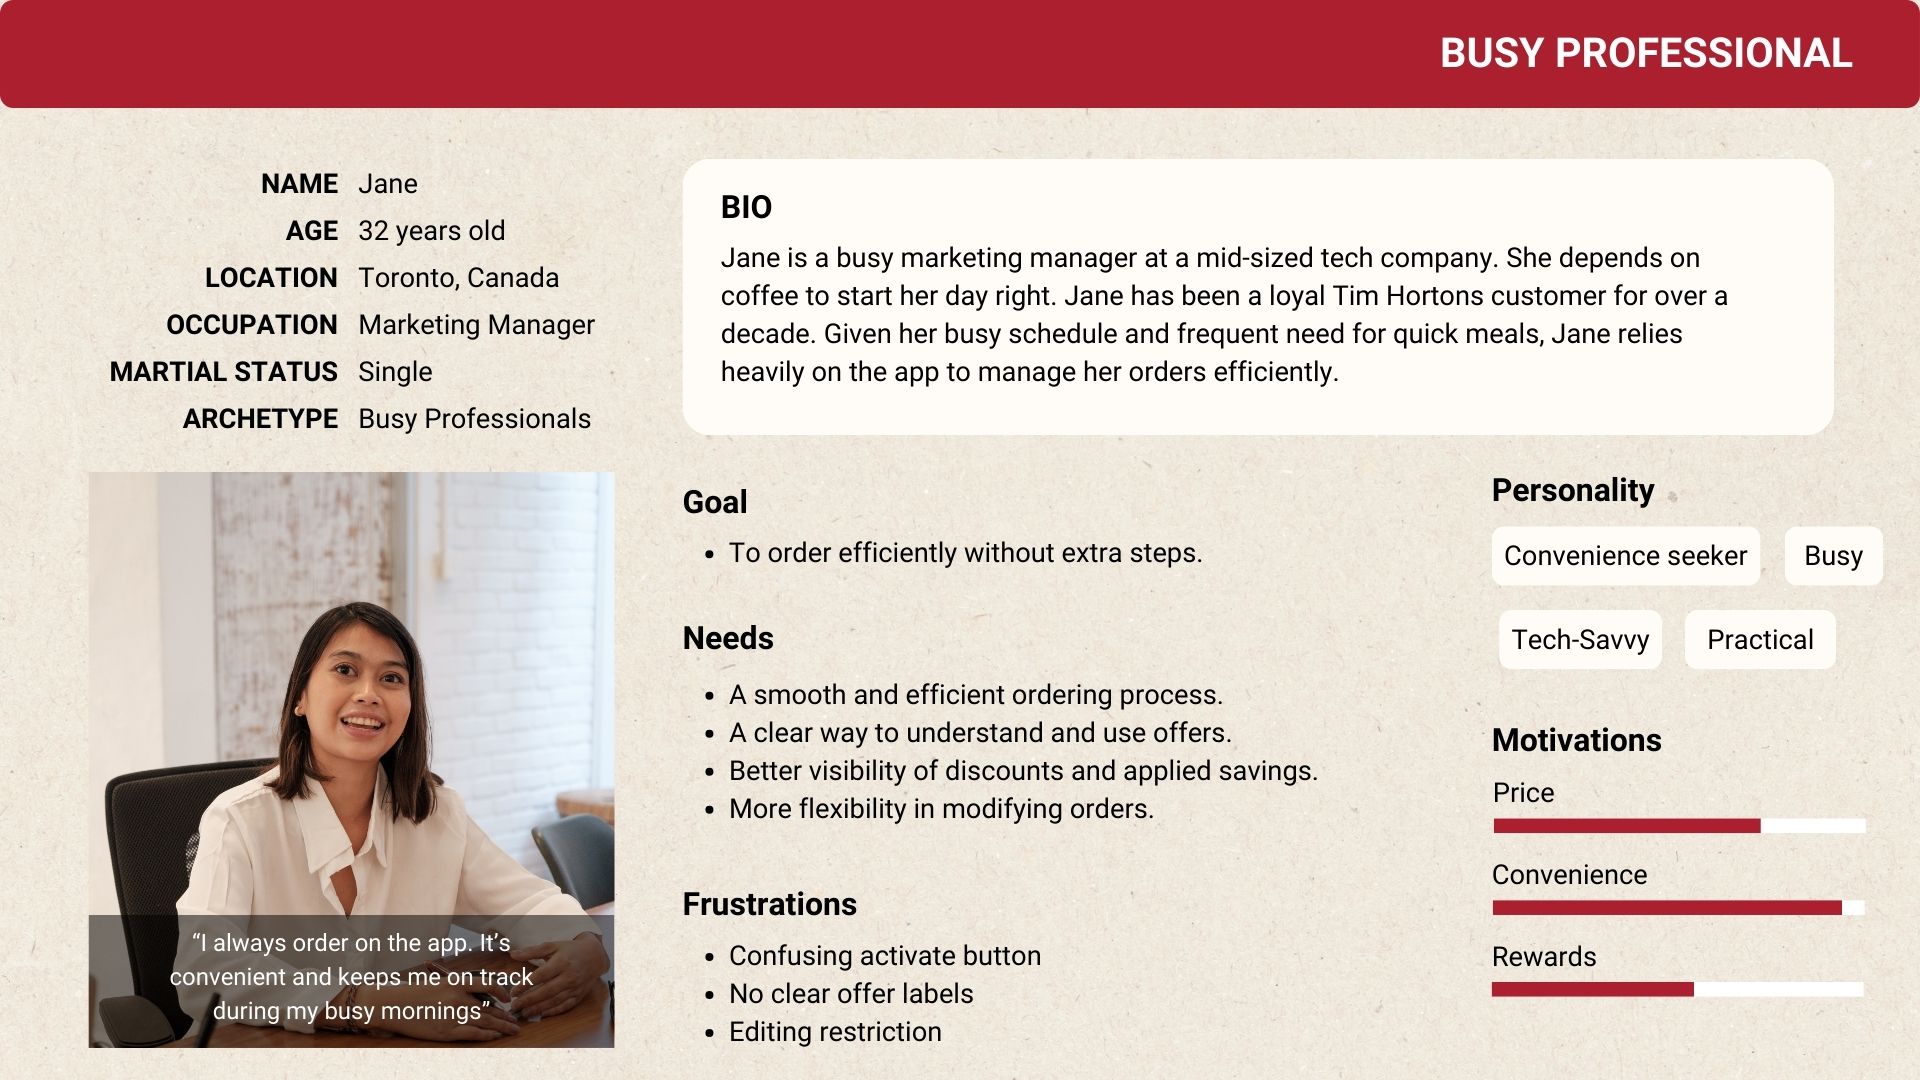 BUSY PROFESSIONAL
NAME Jane
AGE 32 years old
LOCATION Toronto, Canada
OCCUPATION Marketing Manager
MARTIAL STATUS Single
ARCHETYPE Busy Professionals
“I always order on the app. It’s
convenient and keeps me on track
during my busy mornings”
BIO
Jane is a busy marketing manager at a mid-sized tech company. She depends on
coffee to start her day right. Jane has been a loyal Tim Hortons customer for over a
decade. Given her busy schedule and frequent need for quick meals, Jane relies
heavily on the app to manage her orders efficiently.
Goal
• To order efficiently without extra steps.
Needs
• A smooth and efficient ordering process.
• A clear way to understand and use offers.
• Better visibility of discounts and applied savings.
• More flexibility in modifying orders.
Frustrations
• Confusing activate button
• No clear offer labels
• Editing restriction
Personality
Convenience seeker Busy
Tech-Savvy Practical
Motivations
Price
Convenience
Rewards